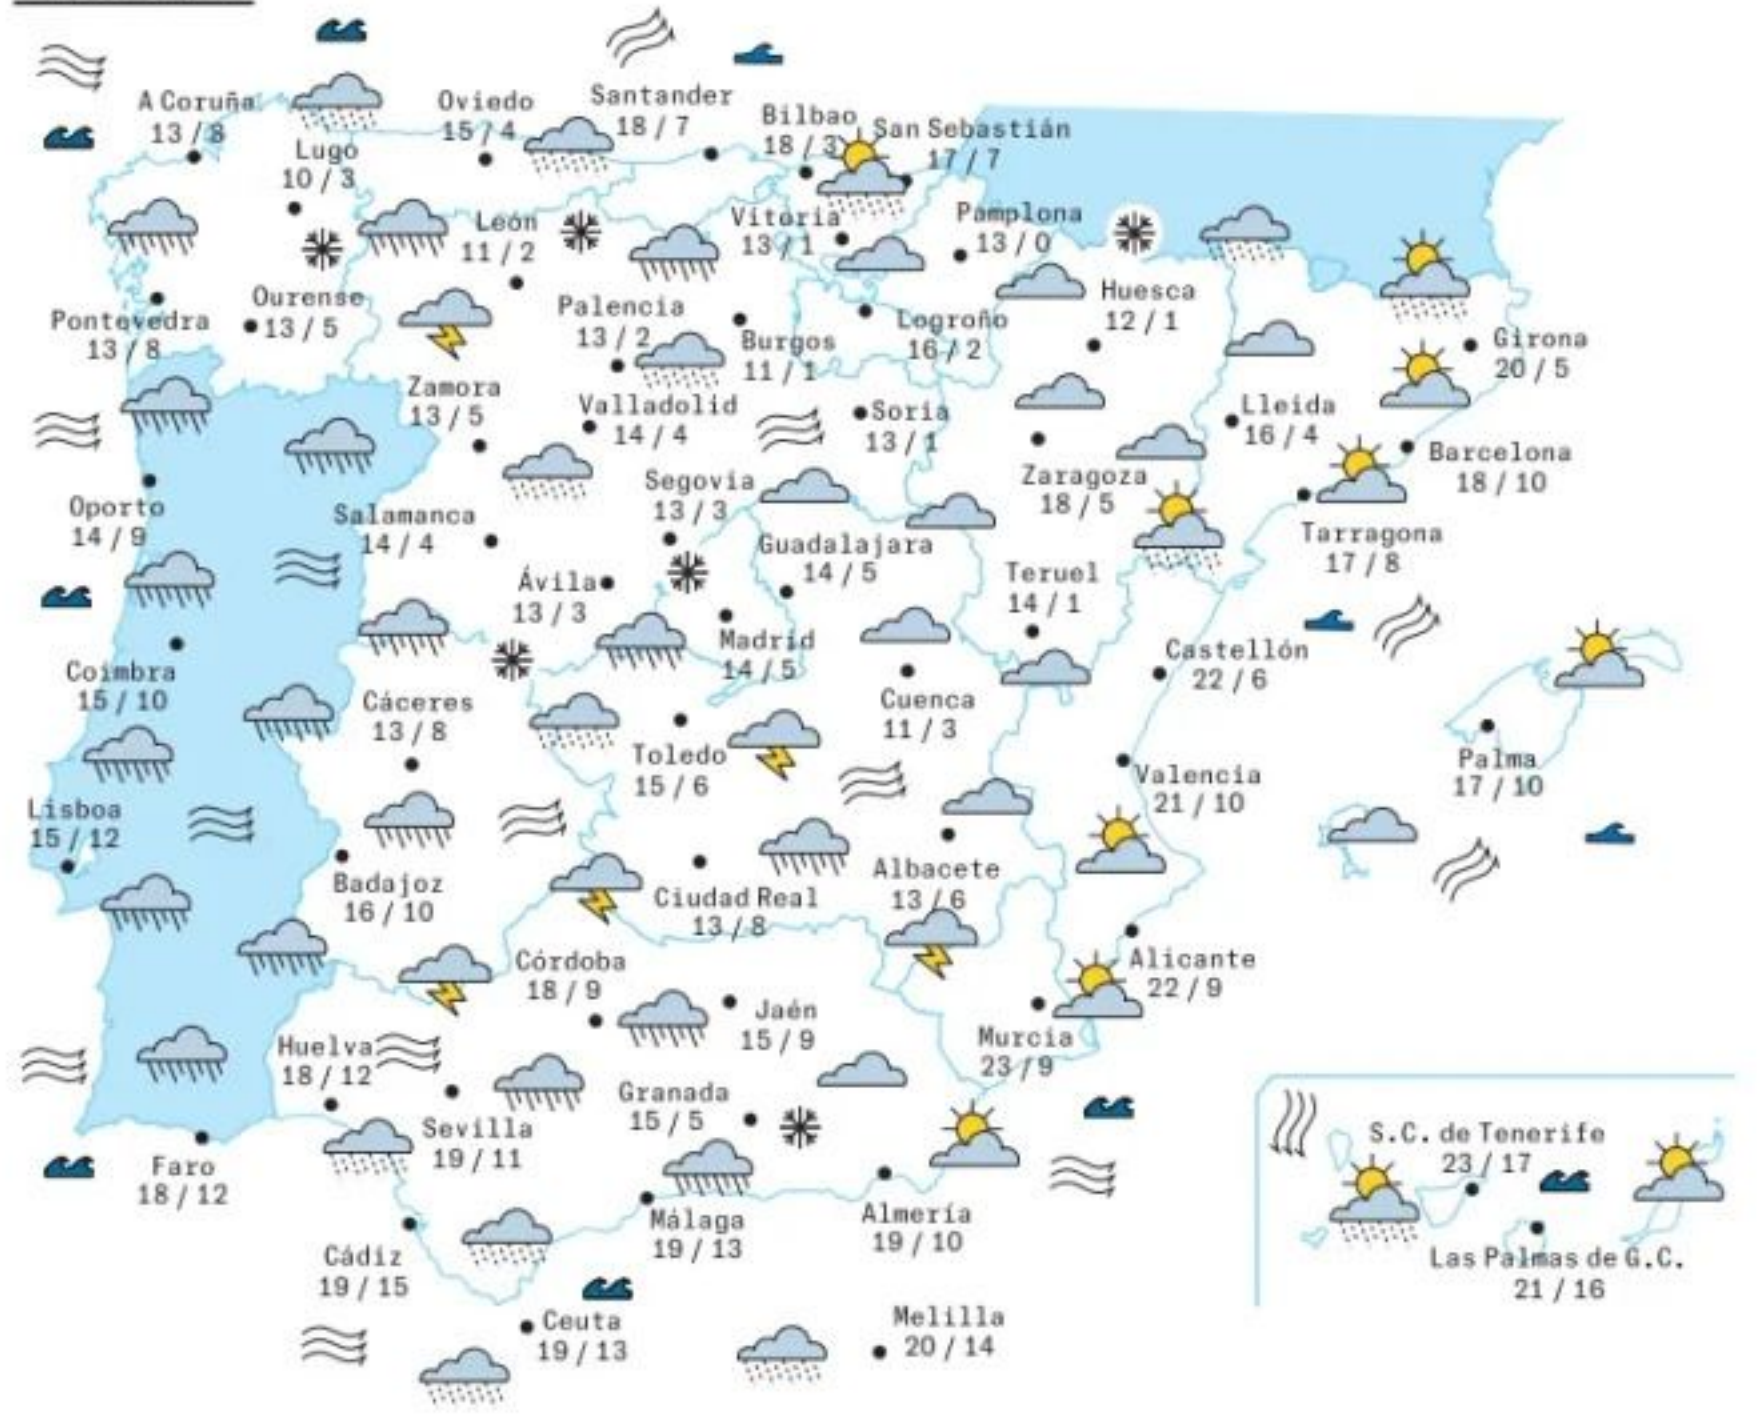 A Coruña
13 / 8
Oviedo
15 / 4
Santander
18 / 7
Bilbao
18 / 3
San Sebastián
17 / 7
Lugo
10 / 3
León
11 / 2
Vitoria
13 / 1
Pamplona
13 / 0
Pontevedra
13 / 8
Ourense
13 / 5
Palencia
13 / 2
Burgos
11 / 1
Logroño
16 / 2
Huesca
12 / 1
Girona
20 / 5
Zamora
13 / 5
Valladolid
14 / 4
Soria
13 / 1
Lleida
16 / 4
Barcelona
18 / 10
Oporto
14 / 9
Salamanca
14 / 4
Segovia
13 / 3
Zaragoza
18 / 5
Tarragona
17 / 8
Guadalajara
14 / 5
Ávila
13 / 3
Teruel
14 / 1
Coimbra
15 / 10
Madrid
14 / 5
Castellón
22 / 6
Cáceres
13 / 8
Cuenca
11 / 3
Toledo
15 / 6
Valencia
21 / 10
Palma
17 / 10
Lisboa
15 / 12
Badajoz
16 / 10
Ciudad Real
13 / 8
Albacete
13 / 6
Córdoba
18 / 9
Alicante
22 / 9
Jaén
15 / 9
Murcia
23 / 9
Huelva
18 / 12
Granada
15 / 5
Sevilla
19 / 11
S.C. de Tenerife
23 / 17
Faro
18 / 12
Málaga
19 / 13
Almería
19 / 10
Cádiz
19 / 15
Las Palmas de G.C.
21 / 16
Ceuta
19 / 13
Melilla
20 / 14